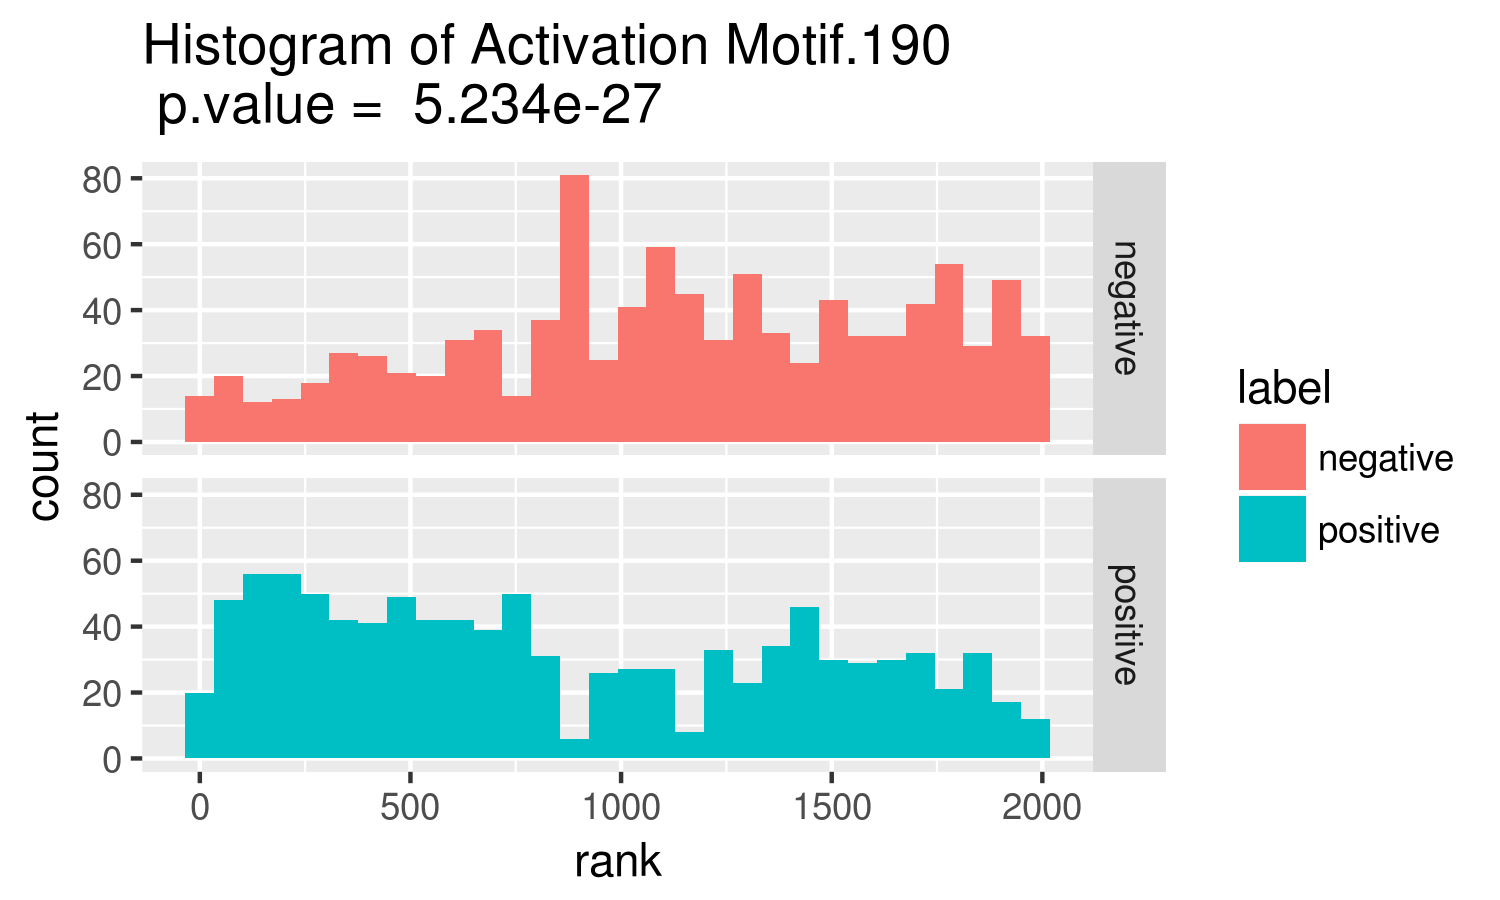 Histogram of Activation Motif.190
p.value = 5.234e-27
80
60
40
20
0
negative
80
60
40
20
0
positive
count
0 500 1000 1500 2000
rank
label
negative
positive